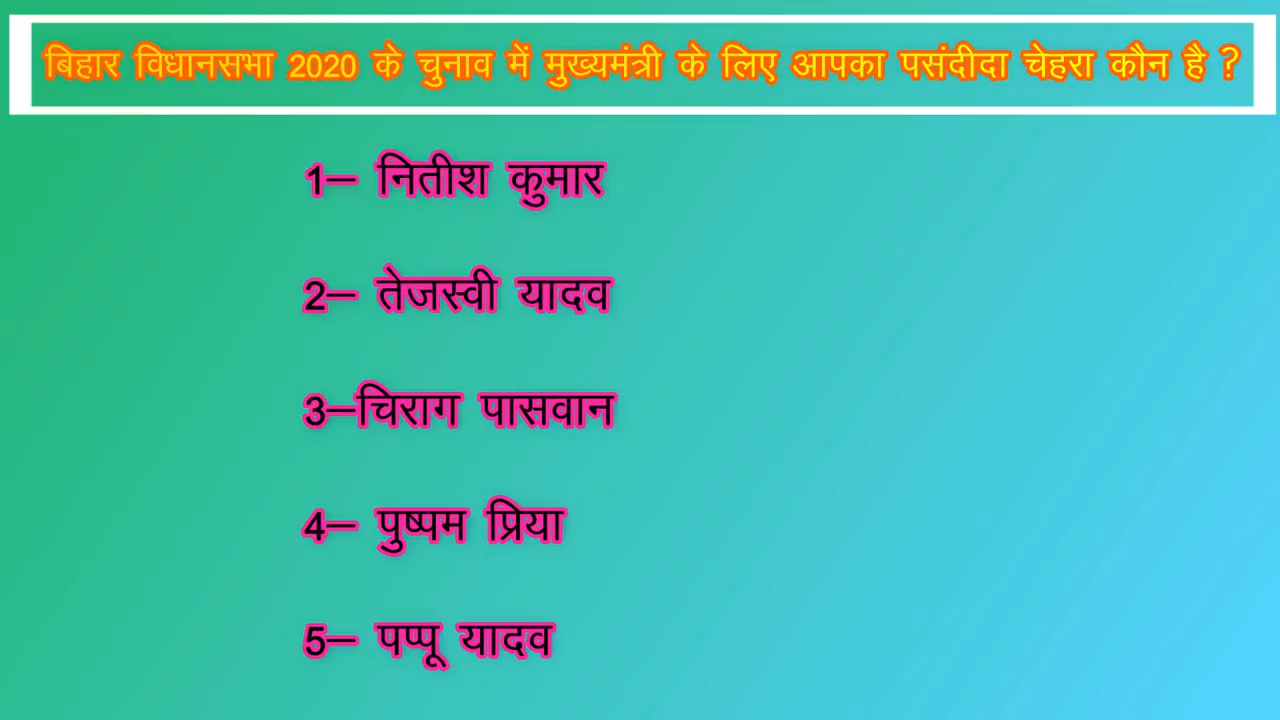 बिहार विधानसभा 2020 के चुनाव में मुख्यमंत्री के लिए आपका पसंदीदा चेहरा कौन है ?
1– नितीश कुमार
2– तेजस्वी यादव
3–चिराग पासवान
4– पुष्पम प्रिया
5– पप्पू यादव